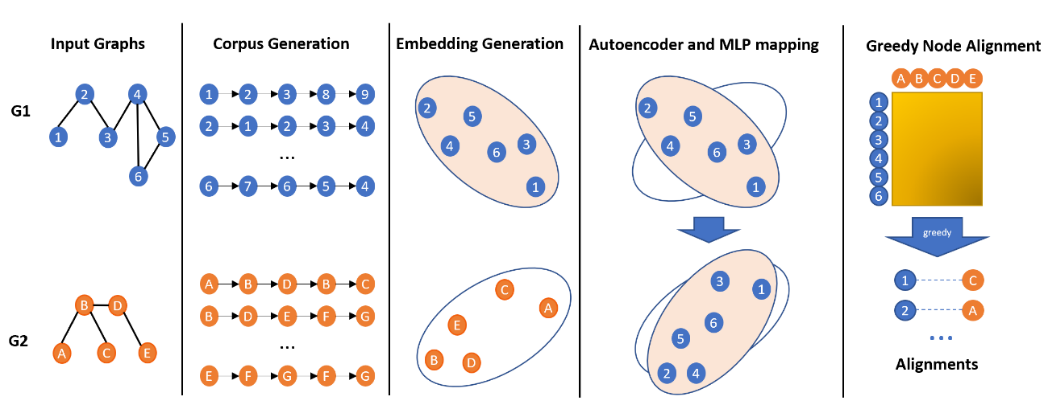 Input Graphs
Corpus Generation
Embedding Generation
Autoencoder and MLP mapping
Greedy Node Alignment
G1
2 4
1 3 5
6
1 2 3 8 9
2 1 2 3 4
...
6 7 6 5 4
2
5
4
6
3
1
2
5
4
6
3
1
A B C D E
1
2
3
4
5
6
greedy
G2
B D
A C E
A B D B C
B D E F G
...
E F G F G
C
A
E
B
D
3
1
6
5
2
4
1 C
2 A
...
Alignments